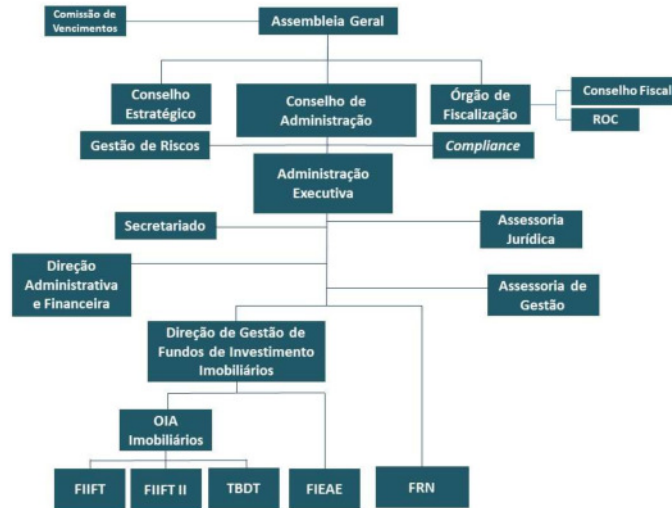 Comissão de
Vencimentos
Assembleia Geral
Conselho
Estratégico
Conselho de
Administração
Órgão de
Fiscalização
Conselho Fiscal
ROC
Gestão de Riscos
Compliance
Administração
Executiva
Secretariado
Assessoria
Jurídica
Direção
Administrativa
e Financeira
Assessoria de
Gestão
Direção de Gestão de
Fundos de Investimento
Imobiliários
OIA
Imobiliários
FIIFT
FIIFT II
TBDT
FIEAE
FRN